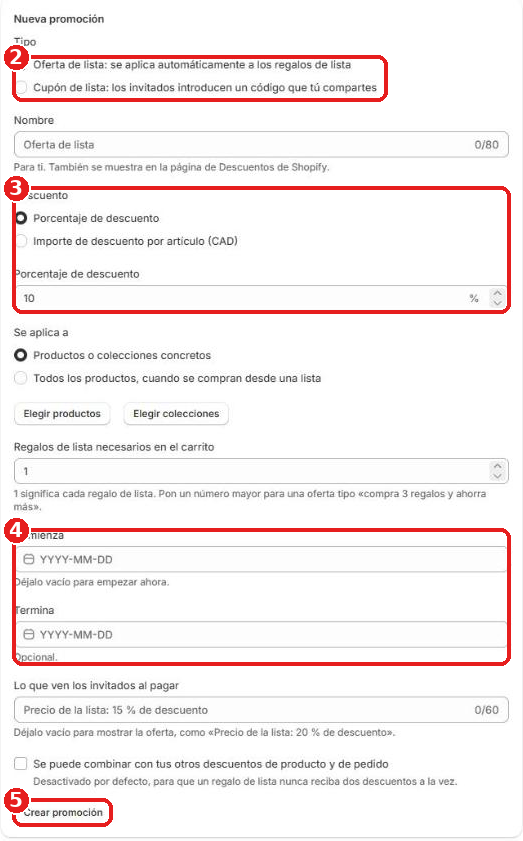 Nueva promoción
Tipo
2
Oferta de lista: se aplica automáticamente a los regalos de lista
Cupón de lista: los invitados introducen un código que tú compartes
Nombre
Oferta de lista 0/80
Para ti. También se muestra en la página de Descuentos de Shopify.
3
scuento
Porcentaje de descuento
Importe de descuento por artículo (CAD)
Porcentaje de descuento
10 %
Se aplica a
Productos o colecciones concretos
Todos los productos, cuando se compran desde una lista
Elegir productos Elegir colecciones
Regalos de lista necesarios en el carrito
1
1 significa cada regalo de lista. Pon un número mayor para una oferta tipo «compra 3 regalos y ahorra
más».
4
mienza
YYYY-MM-DD
Déjalo vacío para empezar ahora.
Termina
YYYY-MM-DD
Opcional.
Lo que ven los invitados al pagar
Precio de la lista: 15 % de descuento 0/60
Déjalo vacío para mostrar la oferta, como «Precio de la lista: 20 % de descuento».
Se puede combinar con tus otros descuentos de producto y de pedido
Desactivado por defecto, para que un regalo de lista nunca reciba dos descuentos a la vez.
5
Crear promoción